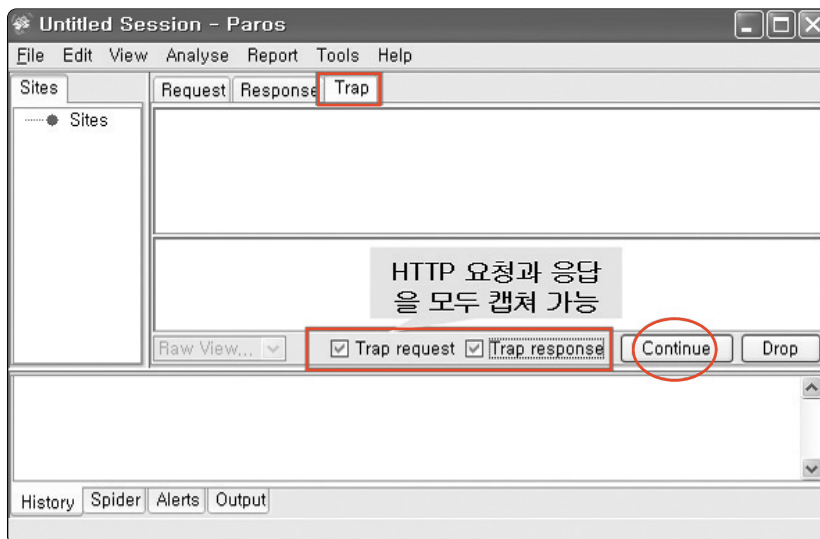 Untitled Session - Paros
File Edit View Analyse Report Tools Help
Sites
Request Response Trap
Sites
HTTP 요청과 응답
을 모두 캡쳐 가능
Raw View... Trap request Trap response Continue Drop
History Spider Alerts Output